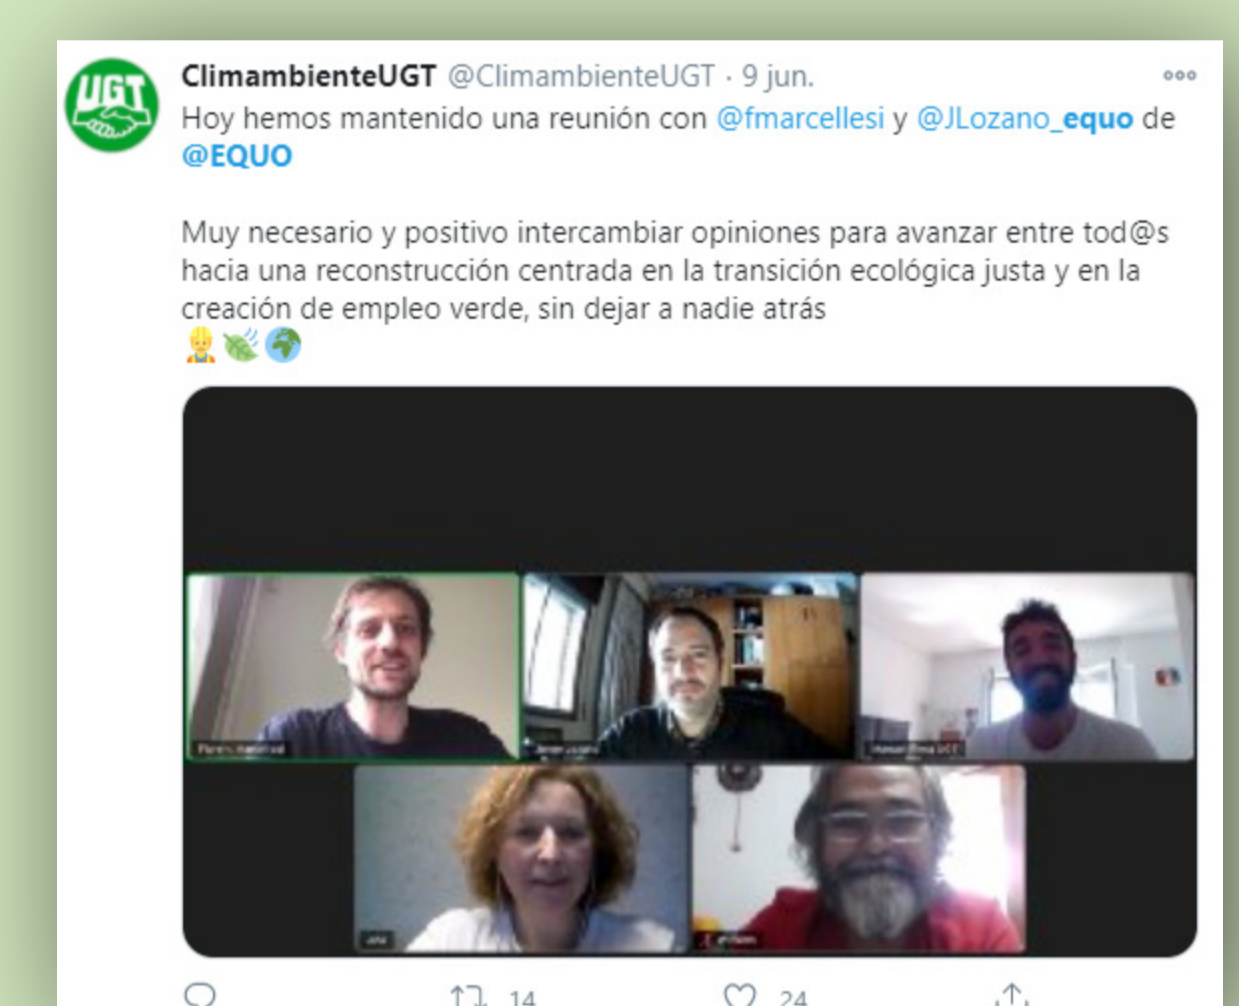 UGT
ClimambienteUGT @ClimambienteUGT · 9 jun.
Hoy hemos mantenido una reunión con @fmarcellesi y @JLozano_equo de
@EQUO
Muy necesario y positivo intercambiar opiniones para avanzar entre tod@s
hacia una reconstrucción centrada en la transición ecológica justa y en la
creación de empleo verde, sin dejar a nadie atrás
14 24